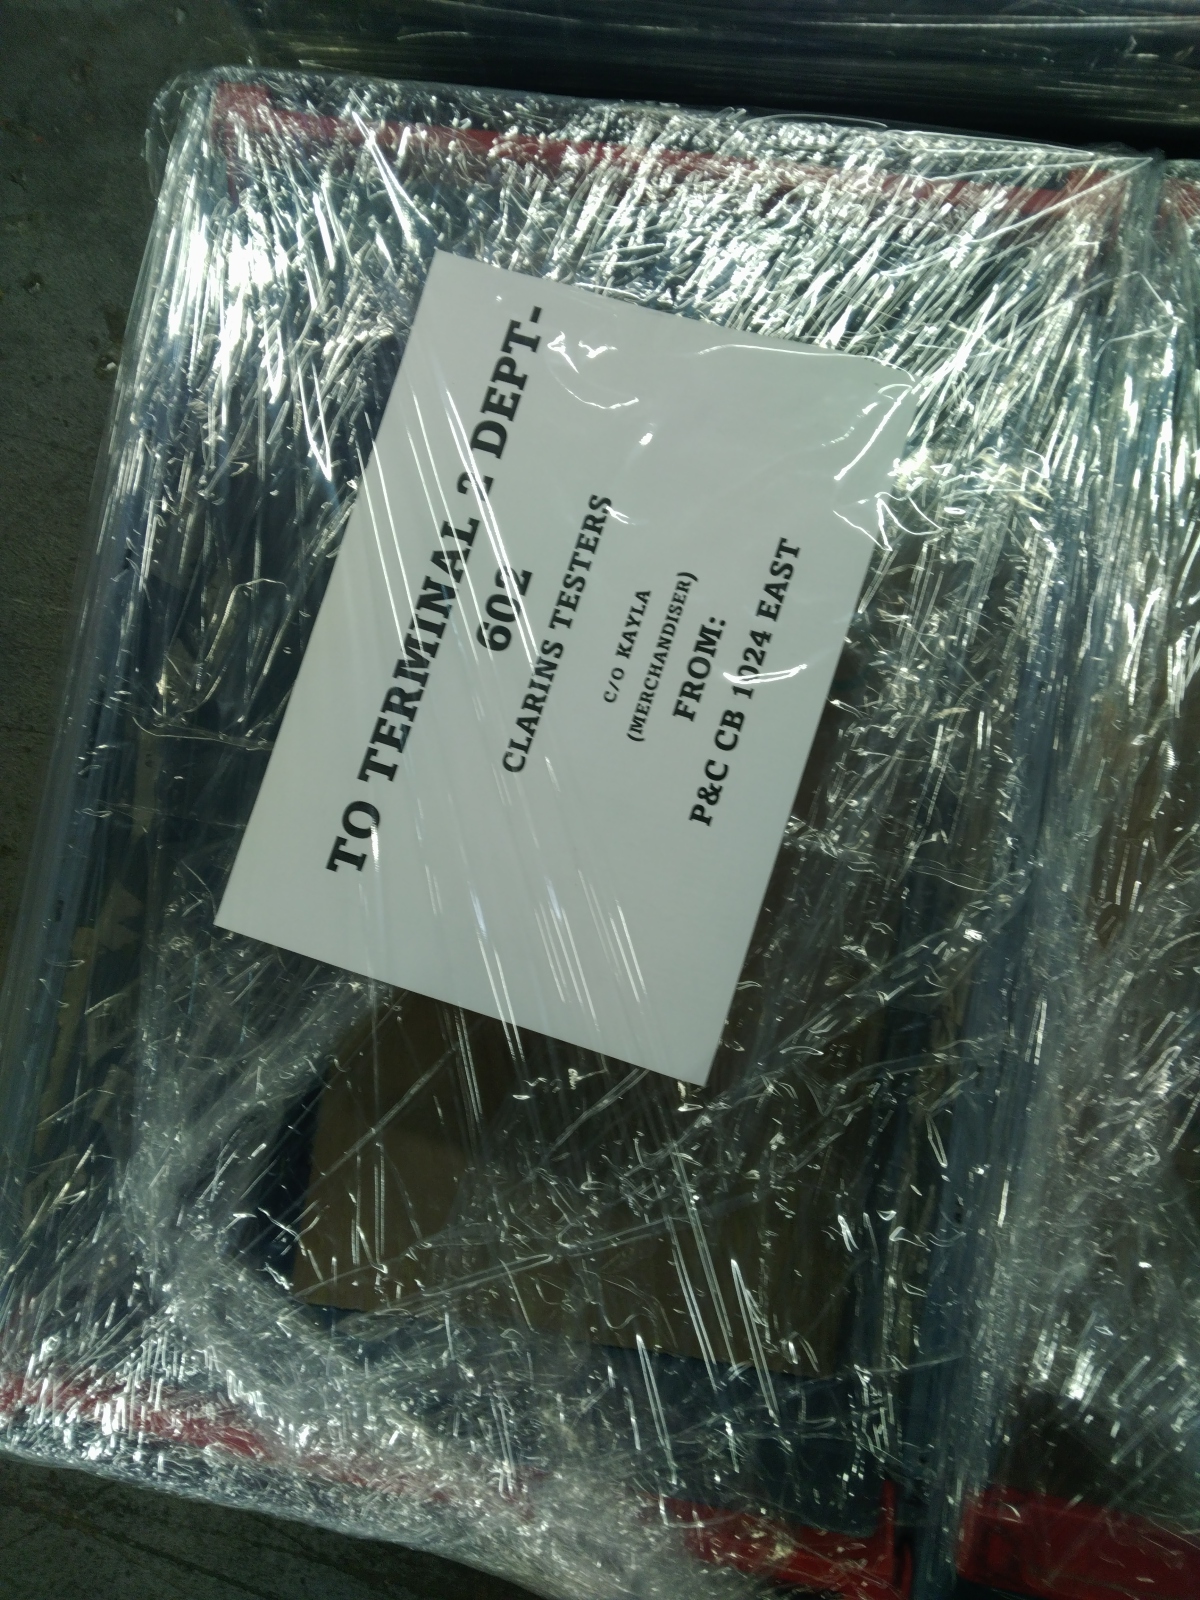 TO TERMINAL 2 DEPT-
602
CLARINS TESTERS
C/O KAYLA
(MERCHANDISER)
FROM:
P&C CB 1024 EAST